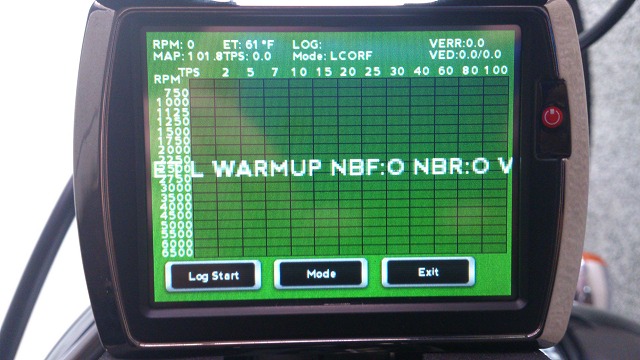 RPM: 0 ET: 61 °F LOG: VERR:0.0
MAP: 101.8 TPS: 0.0 Mode: LCORF VED:0.0/0.0
TPS 2 5 7 10 15 20 25 30 40 60 80 100
RPM
750
1000
1125
1250
1500
1750
2000
2250
WARMUP NBF:0 NBR:0 V
2750
3000
3500
4000
4500
5000
5500
6000
6500
Log Start Mode Exit